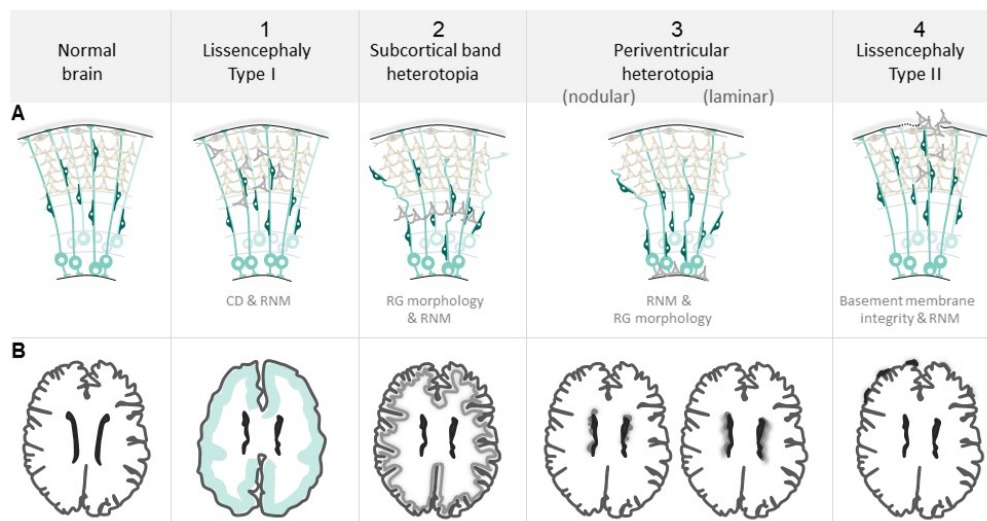 Normal
brain
1
Lissencephaly
Type I
2
Subcortical band
heterotopia
3
Periventricular
heterotopia
(nodular) (laminar)
4
Lissencephaly
Type II
A
CD & RNM
RG morphology
& RNM
RNM &
RG morphology
Basement membrane
integrity & RNM
B